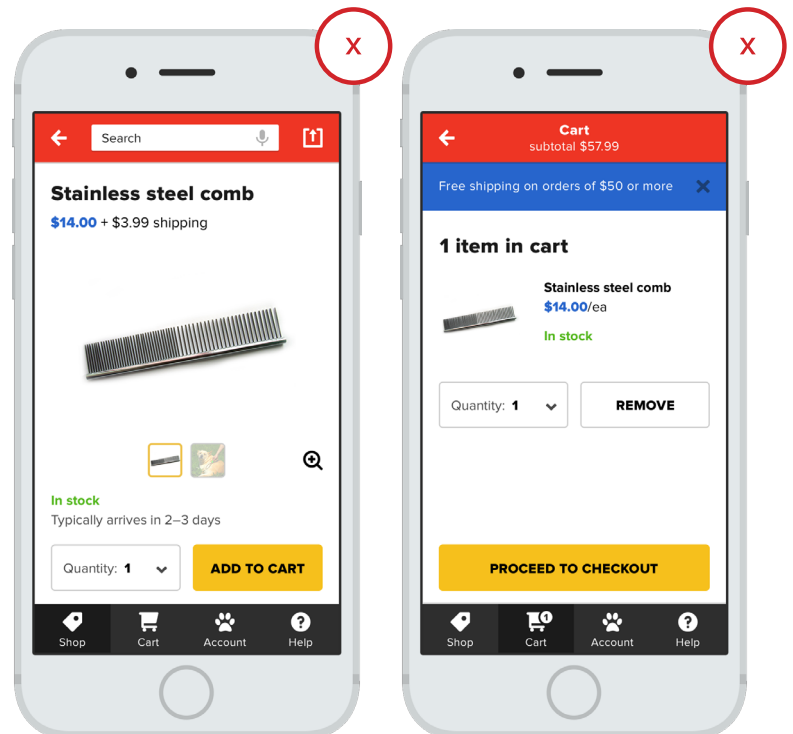 X
Search
Stainless steel comb
$14.00 + $3.99 shipping
In stock
Typically arrives in 2–3 days
Quantity: 1
ADD TO CART
Shop
Cart
Account
Help
X
Cart
subtotal $57.99
Free shipping on orders of $50 or more
1 item in cart
Stainless steel comb
$14.00/ea
In stock
Quantity: 1
REMOVE
PROCEED TO CHECKOUT
1
Shop
Cart
Account
Help